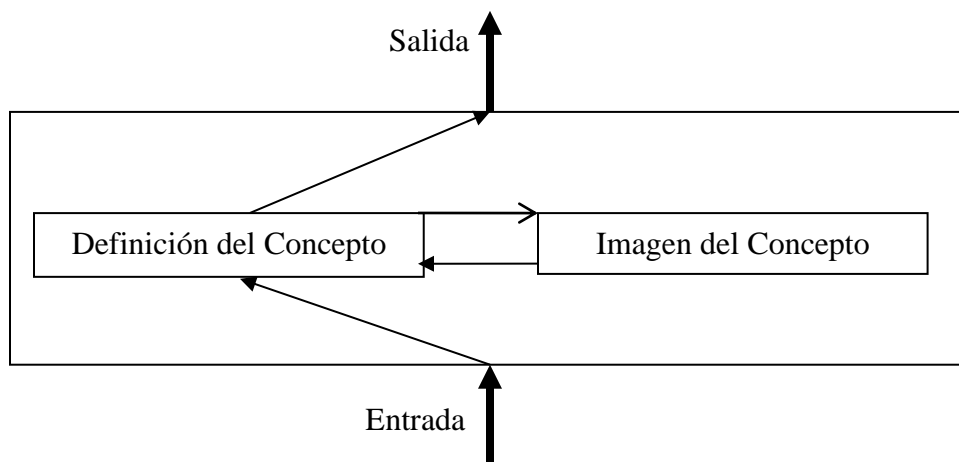 Salida
Definición del Concepto
Imagen del Concepto
Entrada